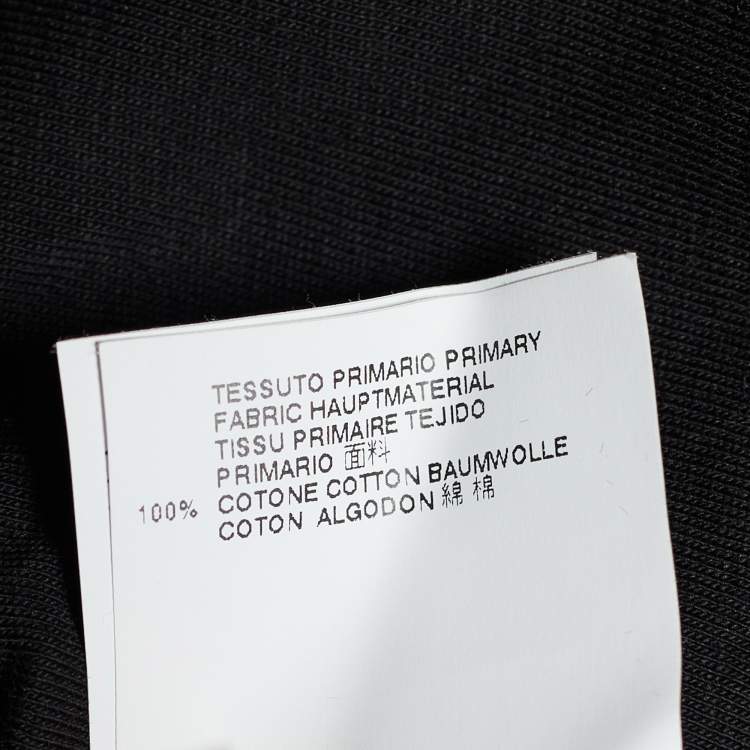 TESSUTO PRIMARIO PRIMARY
FABRIC HAUPTMATERIAL
TISSU PRIMAIRE TEJIDO
PRIMARIO 面料
100% COTONE COTTON BAUMWOLLE
COTON ALGODON 綿 棉